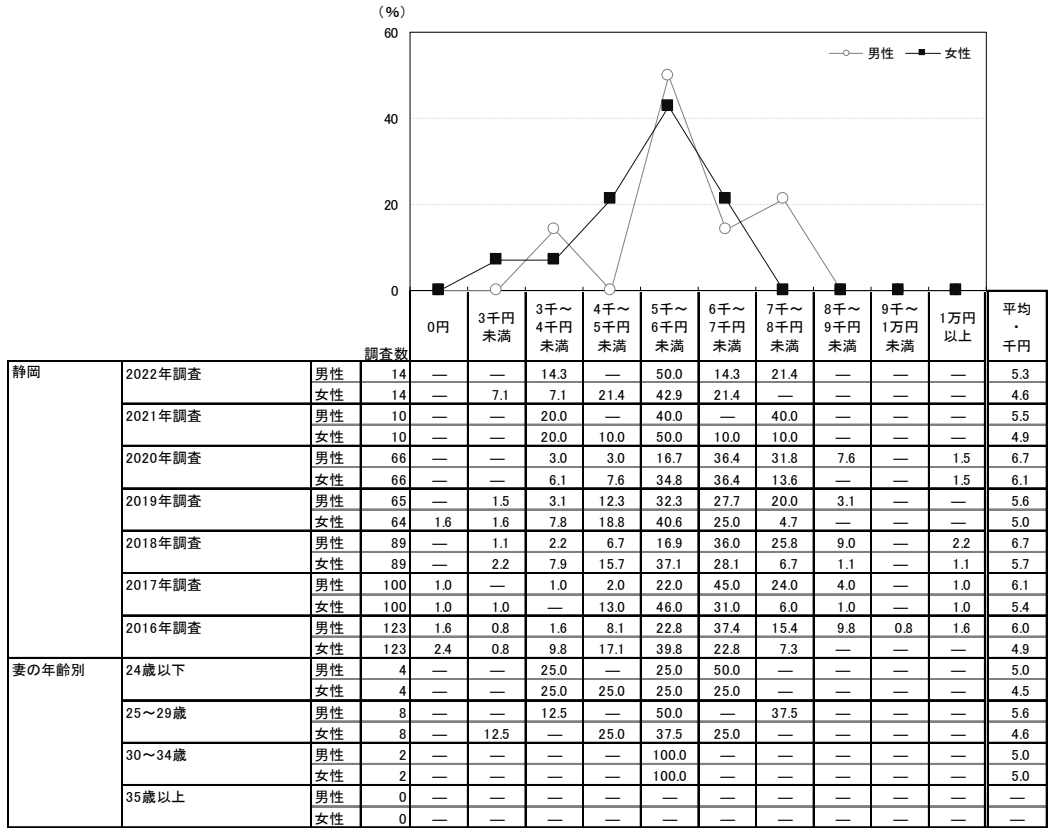 （%）
60
40
20
0
男性 女性
調査数 0円 3千円未満 3千～4千円未満 4千～5千円未満 5千～6千円未満 6千～7千円未満 7千～8千円未満 8千～9千円未満 9千～1万円未満 1万円以上 平均・千円
静岡 2022年調査 男性 14 — — 14.3 — 50.0 14.3 21.4 — — — 5.3
女性 14 — 7.1 7.1 21.4 42.9 21.4 — — — — 4.6
2021年調査 男性 10 — — 20.0 — 40.0 — 40.0 — — — 5.5
女性 10 — — 20.0 10.0 50.0 10.0 10.0 — — — 4.9
2020年調査 男性 66 — — 3.0 3.0 16.7 36.4 31.8 7.6 — 1.5 6.7
女性 66 — — 6.1 7.6 34.8 36.4 13.6 — — 1.5 6.1
2019年調査 男性 65 — 1.5 3.1 12.3 32.3 27.7 20.0 3.1 — — 5.6
女性 64 1.6 1.6 7.8 18.8 40.6 25.0 4.7 — — — 5.0
2018年調査 男性 89 — 1.1 2.2 6.7 16.9 36.0 25.8 9.0 — 2.2 6.7
女性 89 — 2.2 7.9 15.7 37.1 28.1 6.7 1.1 — 1.1 5.7
2017年調査 男性 100 1.0 — 1.0 2.0 22.0 45.0 24.0 4.0 — 1.0 6.1
女性 100 1.0 1.0 — 13.0 46.0 31.0 6.0 1.0 — 1.0 5.4
2016年調査 男性 123 1.6 0.8 1.6 8.1 22.8 37.4 15.4 9.8 0.8 1.6 6.0
女性 123 2.4 0.8 9.8 17.1 39.8 22.8 7.3 — — — 4.9
妻の年齢別 24歳以下 男性 4 — — 25.0 — 25.0 50.0 — — — — 5.0
女性 4 — — 25.0 25.0 25.0 25.0 — — — — 4.5
25～29歳 男性 8 — — 12.5 — 50.0 — 37.5 — — — 5.6
女性 8 — 12.5 — 25.0 37.5 25.0 — — — — 4.6
30～34歳 男性 2 — — — — 100.0 — — — — — 5.0
女性 2 — — — — 100.0 — — — — — 5.0
35歳以上 男性 0 — — — — — — — — — — —
女性 0 — — — — — — — — — — —